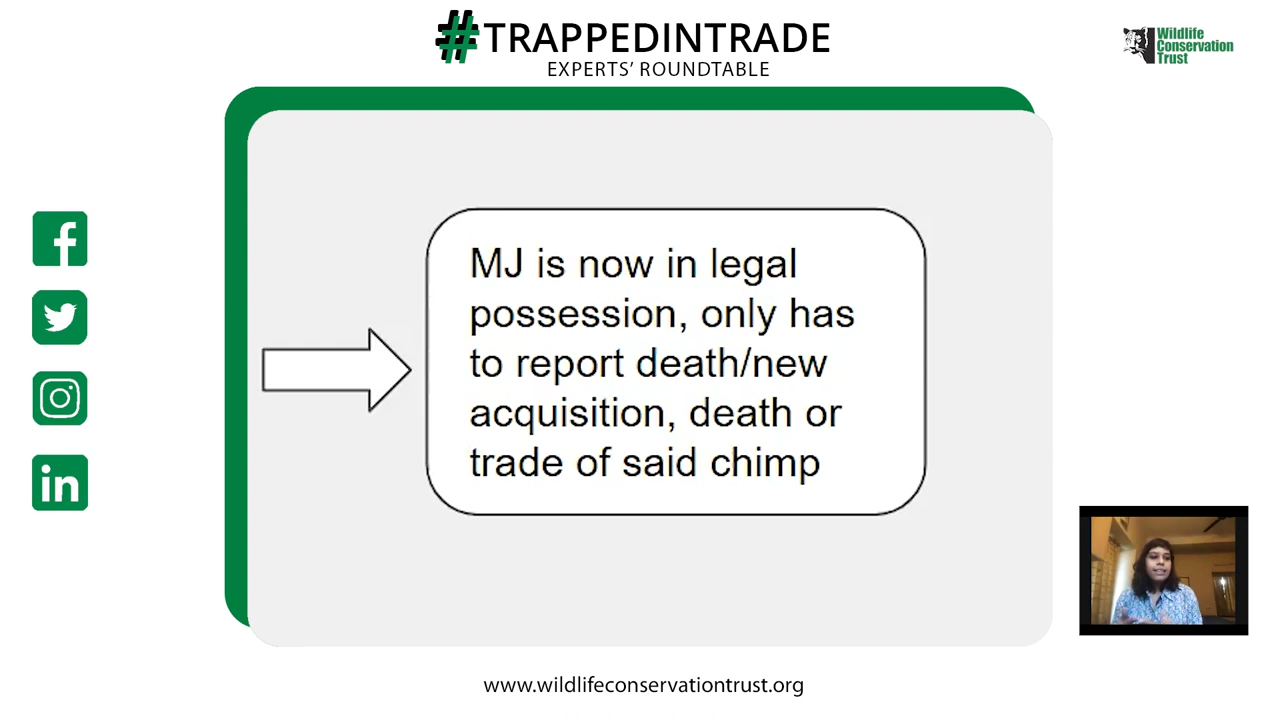 #TRAPPEDINTRADE
EXPERTS' ROUNDTABLE
Wildlife
Conservation
Trust
MJ is now in legal
possession, only has
to report death/new
acquisition, death or
trade of said chimp
www.wildlifeconservationtrust.org